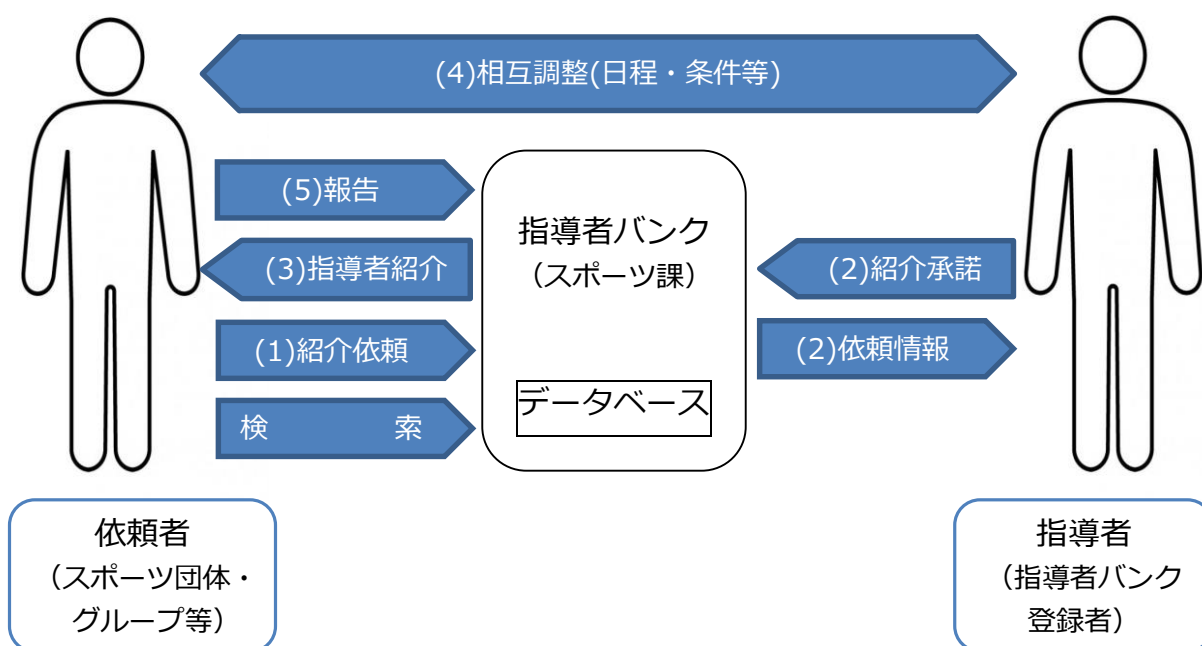 (4)相互調整(日程・条件等)
(5)報告
(3)指導者紹介
(1)紹介依頼
検　　　索
指導者バンク
（スポーツ課）
データベース
(2)紹介承諾
(2)依頼情報
依頼者
（スポーツ団体・
グループ等）
指導者
（指導者バンク
登録者）